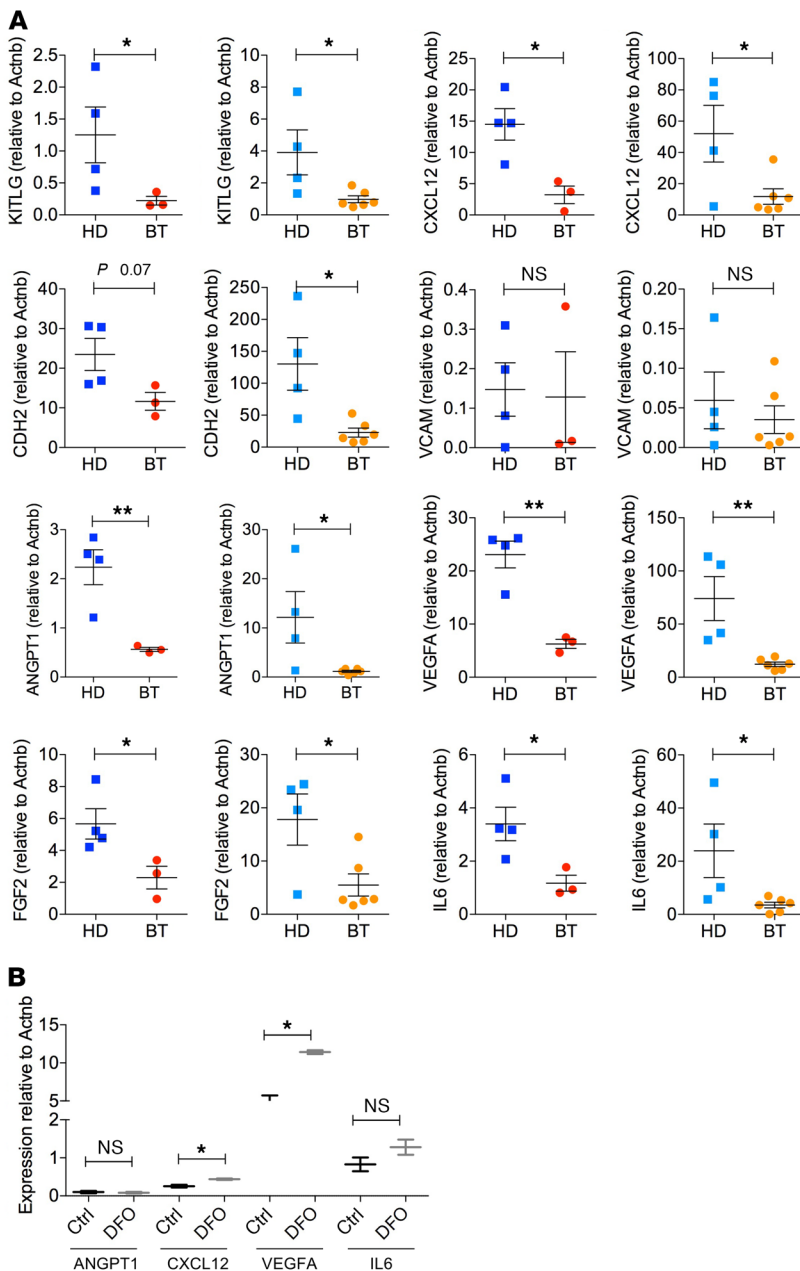 A
KITLG (relative to Actnb)
2.5
2.0
1.5
1.0
0.5
0.0
*
HD BT
KITLG (relative to Actnb)
10
8
6
4
2
0
*
HD BT
CXCL12 (relative to Actnb)
25
20
15
10
5
0
*
HD BT
CXCL12 (relative to Actnb)
100
80
60
40
20
0
*
HD BT
CDH2 (relative to Actnb)
40
30
20
10
0
P 0.07
HD BT
CDH2 (relative to Actnb)
250
200
150
100
50
0
*
HD BT
VCAM (relative to Actnb)
0.4
0.3
0.2
0.1
0.0
NS
HD BT
VCAM (relative to Actnb)
0.20
0.15
0.10
0.05
0.00
NS
HD BT
ANGPT1 (relative to Actnb)
3
2
1
0
**
HD BT
ANGPT1 (relative to Actnb)
30
20
10
0
*
HD BT
VEGFA (relative to Actnb)
30
20
10
0
**
HD BT
VEGFA (relative to Actnb)
150
100
50
0
**
HD BT
FGF2 (relative to Actnb)
10
8
6
4
2
0
*
HD BT
FGF2 (relative to Actnb)
30
20
10
0
*
HD BT
IL6 (relative to Actnb)
6
4
2
0
*
HD BT
IL6 (relative to Actnb)
60
40
20
0
*
HD BT
B
Expression relative to Actnb
15
10
5
2
1
0
NS
*
*
NS
Ctrl DFO Ctrl DFO Ctrl DFO Ctrl DFO
ANGPT1 CXCL12 VEGFA IL6